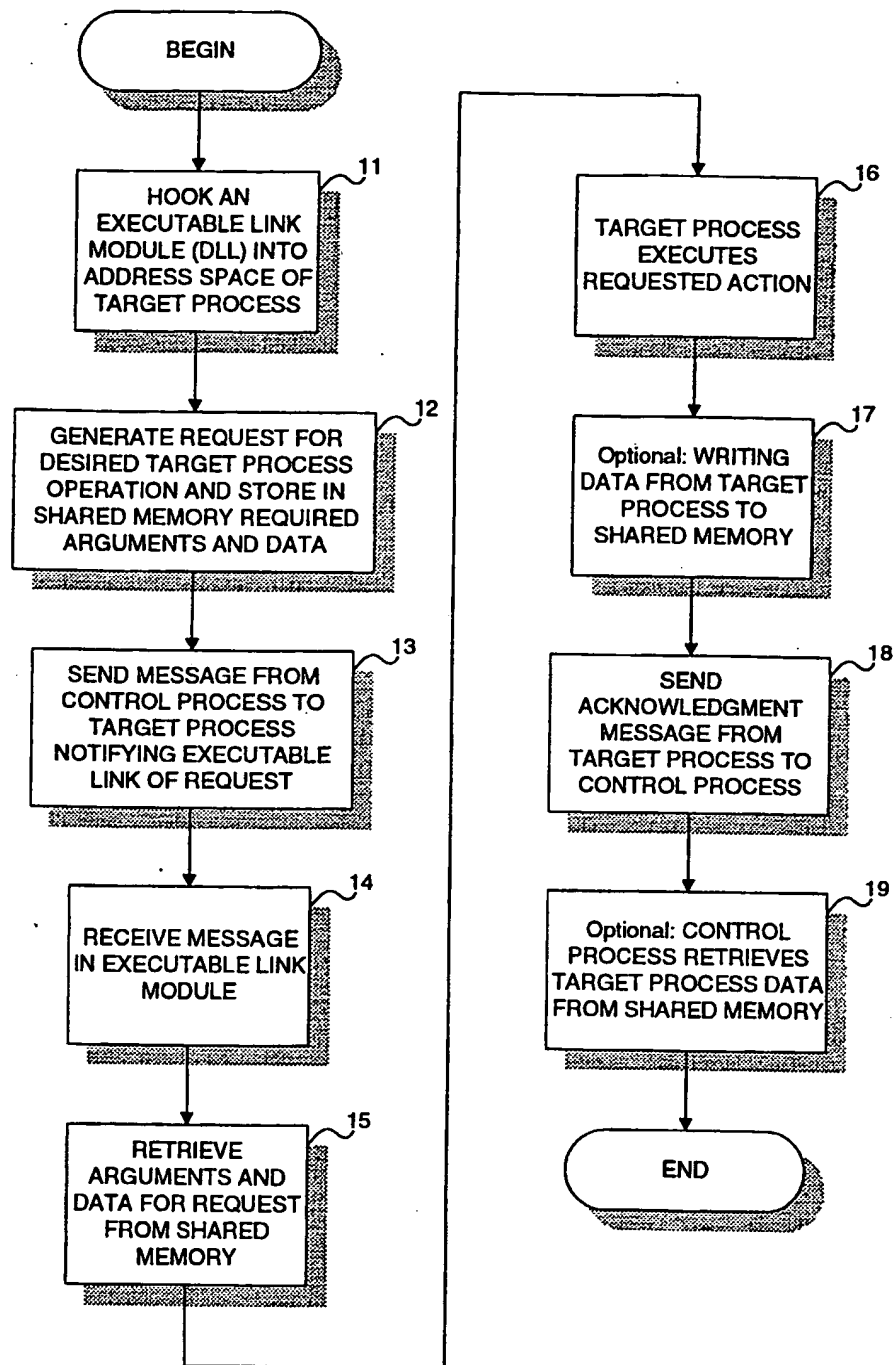 BEGIN
11
HOOK AN
EXECUTABLE LINK
MODULE (DLL) INTO
ADDRESS SPACE OF
TARGET PROCESS
12
GENERATE REQUEST FOR
DESIRED TARGET PROCESS
OPERATION AND STORE IN
SHARED MEMORY REQUIRED
ARGUMENTS AND DATA
13
SEND MESSAGE FROM
CONTROL PROCESS TO
TARGET PROCESS
NOTIFYING EXECUTABLE
LINK OF REQUEST
14
RECEIVE MESSAGE
IN EXECUTABLE LINK
MODULE
15
RETRIEVE
ARGUMENTS AND
DATA FOR REQUEST
FROM SHARED
MEMORY
16
TARGET PROCESS
EXECUTES
REQUESTED ACTION
17
Optional: WRITING
DATA FROM TARGET
PROCESS TO
SHARED MEMORY
18
SEND
ACKNOWLEDGMENT
MESSAGE FROM
TARGET PROCESS TO
CONTROL PROCESS
19
Optional: CONTROL
PROCESS RETRIEVES
TARGET PROCESS DATA
FROM SHARED MEMORY
END